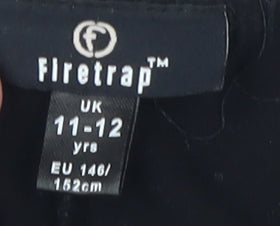 F
Firetrap™
UK
11-12
yrs
EU 146/
152cm